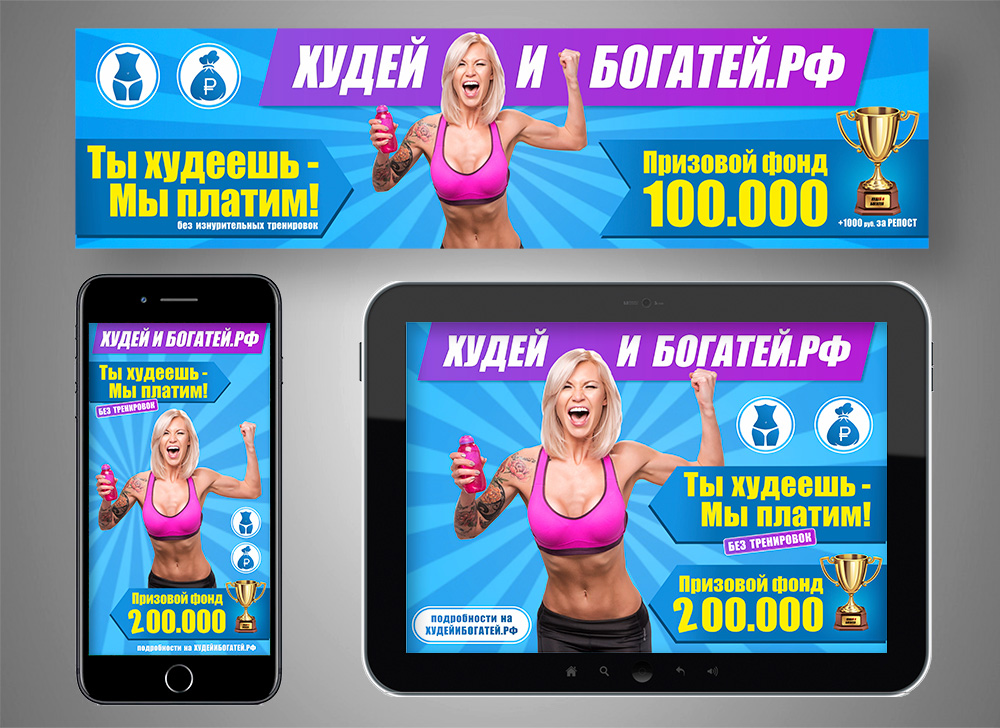 ХУДЕЙ И БОГАТЕЙ.РФ
Ты худеешь -
Мы платим!
без изнурительных тренировок
Призовой фонд
100.000
+1000 руб. за РЕПОСТ
ХУДЕЙ И БОГАТЕЙ.РФ
Ты худеешь -
Мы платим!
БЕЗ ТРЕНИРОВОК
Призовой фонд
200.000
подробности на ХУДЕЙИБОГАТЕЙ.РФ
ХУДЕЙ И БОГАТЕЙ.РФ
Ты худеешь -
Мы платим!
БЕЗ ТРЕНИРОВОК
Призовой фонд
200.000
подробности на
ХУДЕЙИБОГАТЕЙ.РФ